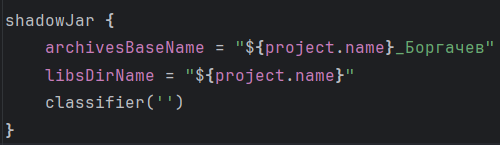 shadowJar {
    archivesBaseName = "${project.name}_Боргачев"
    libsDirName = "${project.name}"
    classifier('')
}